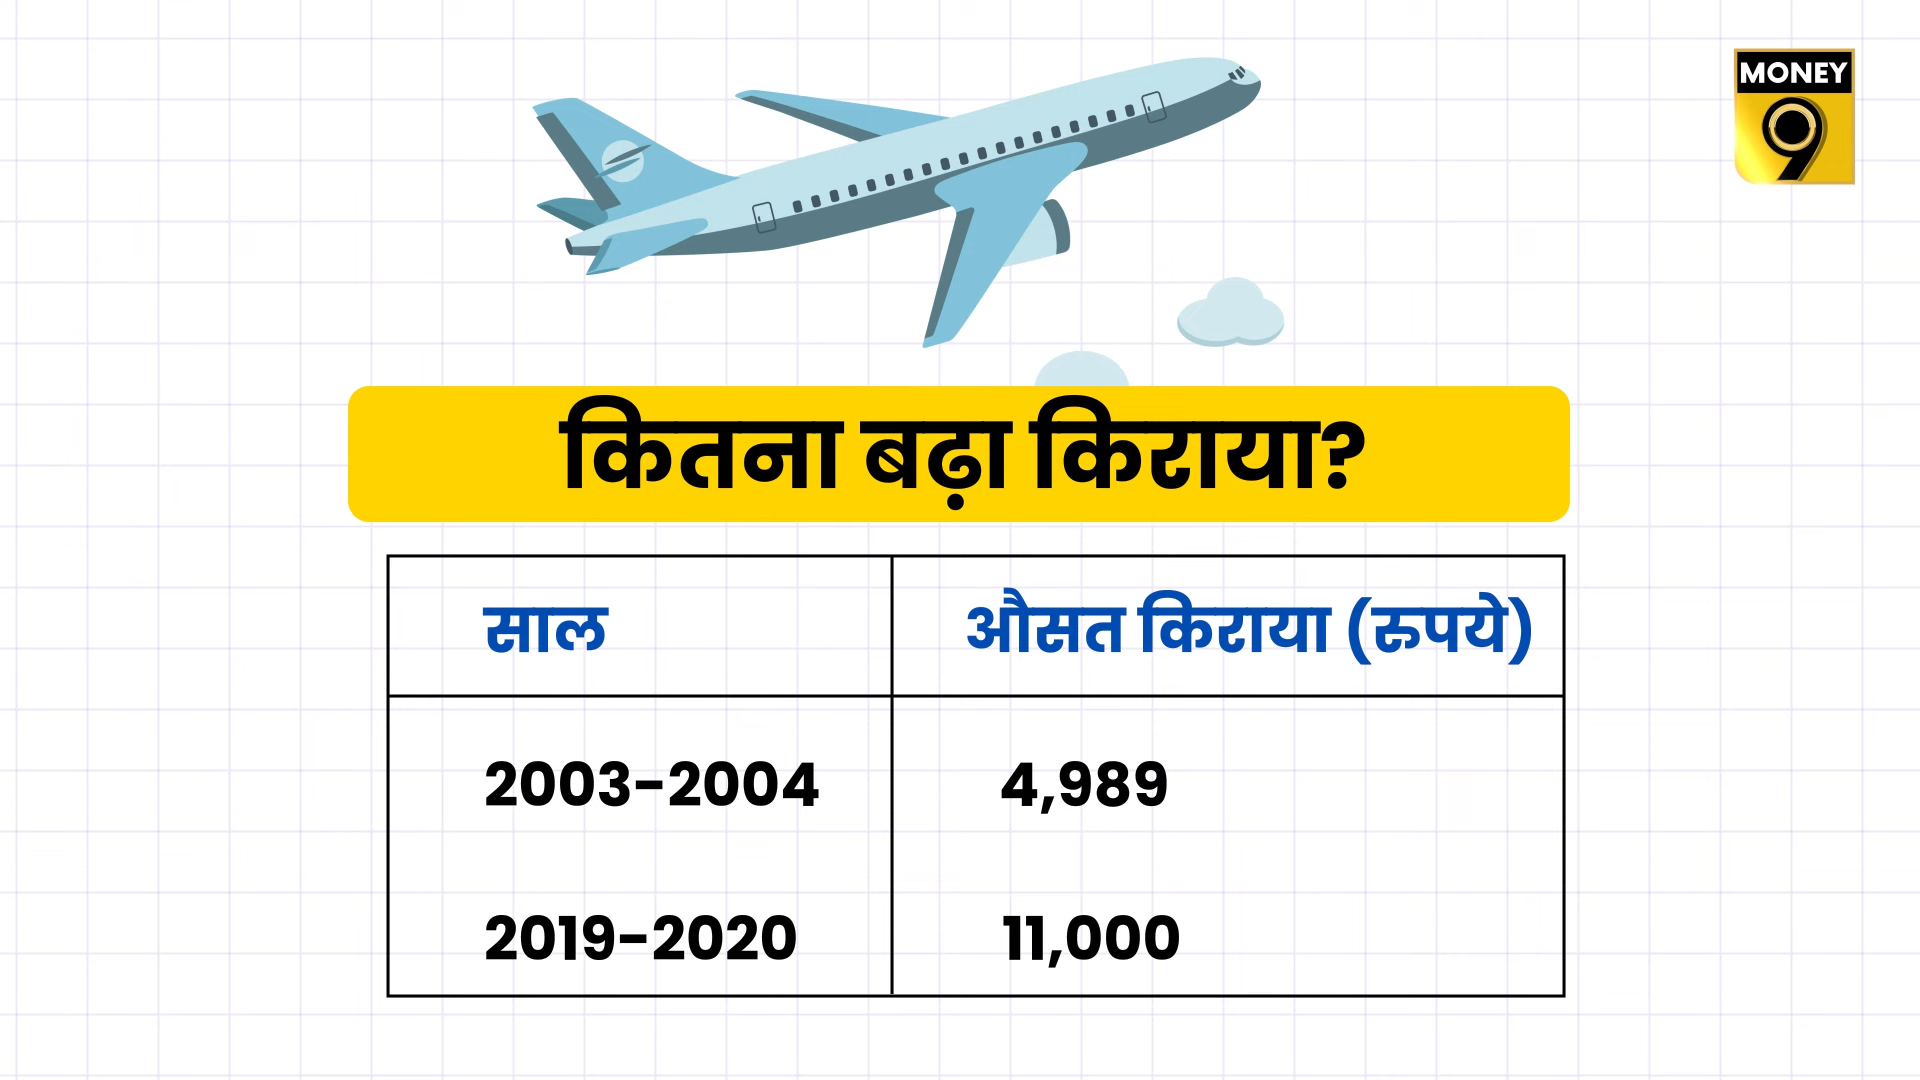 MONEY
9
कितना बढ़ा किराया?
साल औसत किराया (रुपये)
2003-2004 4,989
2019-2020 11,000